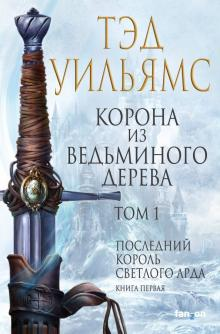 ТЭД
УИЛЬЯМС
КОРОНА
ИЗ
ВЕДЬМИНОГО
ДЕРЕВА
ТОМ 1
ПОСЛЕДНИЙ
КОРОЛЬ
СВЕТЛОГО АРДА
КНИГА ПЕРВАЯ
fanzon